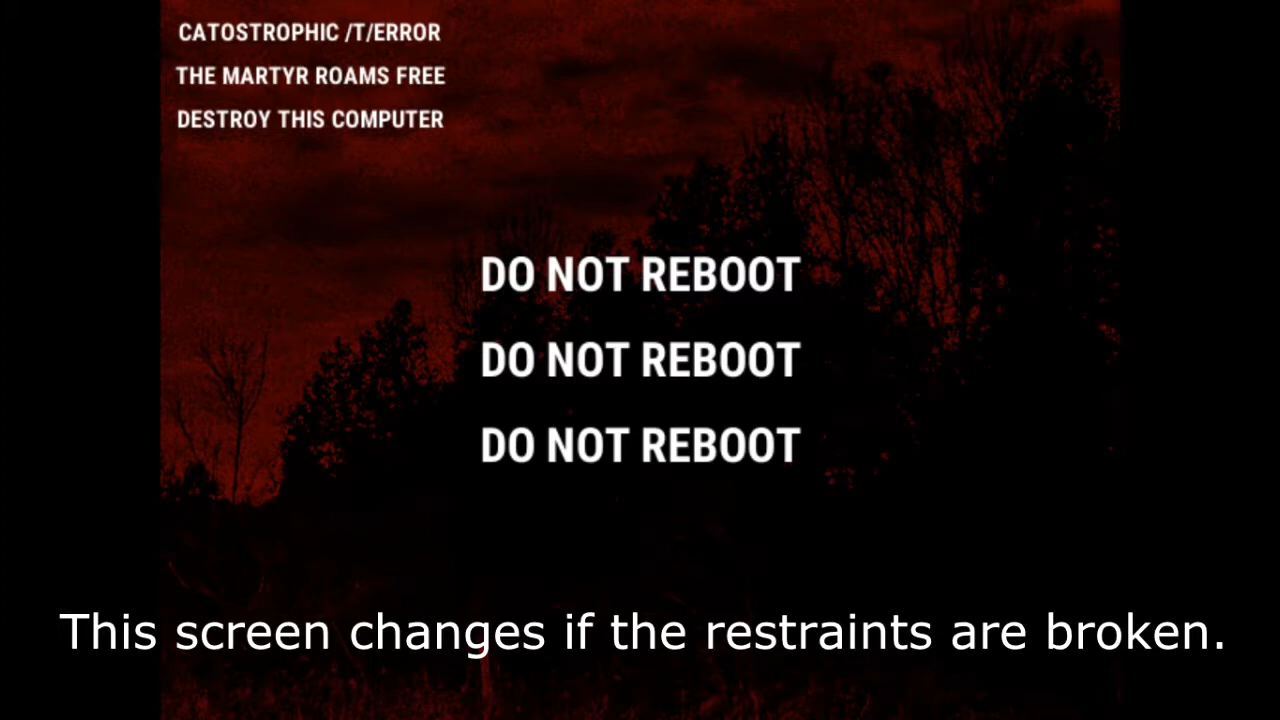 CATOSTROPHIC /T/ERROR
THE MARTYR ROAMS FREE
DESTROY THIS COMPUTER
DO NOT REBOOT
DO NOT REBOOT
DO NOT REBOOT
This screen changes if the restraints are broken.